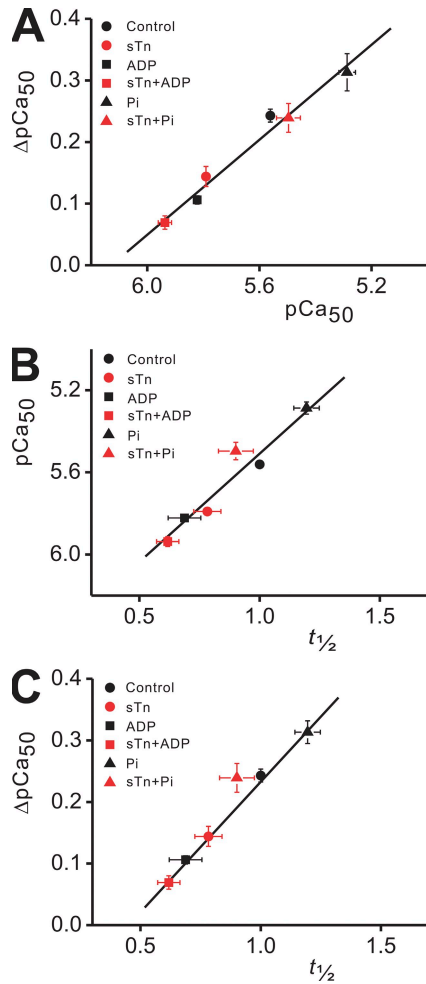 A
Control
sTn
ADP
sTn+ADP
Pi
sTn+Pi
ΔpCa50
0.4
0.3
0.2
0.1
0.0
6.0 5.6 5.2
pCa50
B
Control
sTn
ADP
sTn+ADP
Pi
sTn+Pi
pCa50
5.2
5.6
6.0
0.5 1.0 1.5
t½
C
Control
sTn
ADP
sTn+ADP
Pi
sTn+Pi
ΔpCa50
0.4
0.3
0.2
0.1
0.0
0.5 1.0 1.5
t½